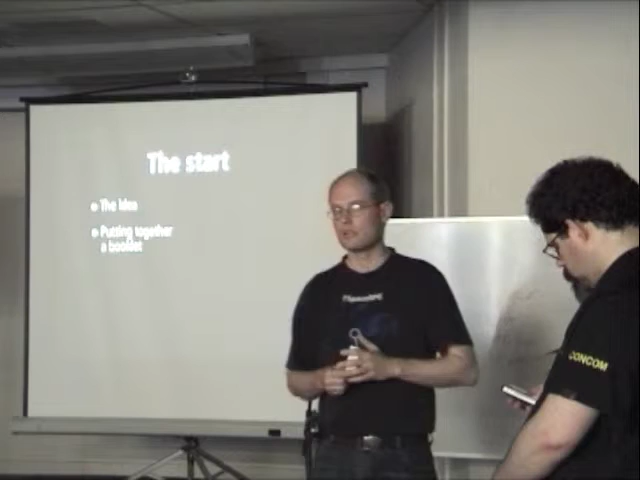 The start
The Idea
Putting together
a booklet
CONCOM